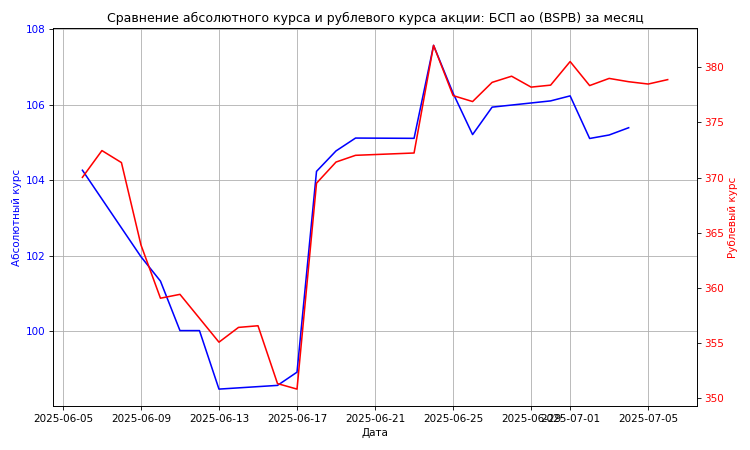 Сравнение абсолютного курса и рублевого курса акции: БСП ао (BSPB) за месяц
108
106
104
102
100
Абсолютный курс
380
375
370
365
360
355
350
Рублевый курс
2025-06-05 2025-06-09 2025-06-13 2025-06-17 2025-06-21 2025-06-25 2025-06-29 2025-07-01 2025-07-05
Дата